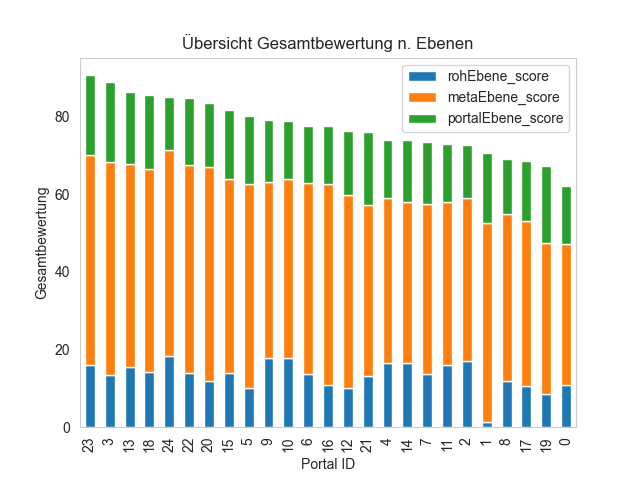 Übersicht Gesamtbewertung n. Ebenen
rohEbene_score
metaEbene_score
portalEbene_score
Gesamtbewertung
80
60
40
20
0
23 3 13 18 24 22 20 15 5 9 10 6 16 12 21 4 14 7 11 2 1 8 17 19 0
Portal ID